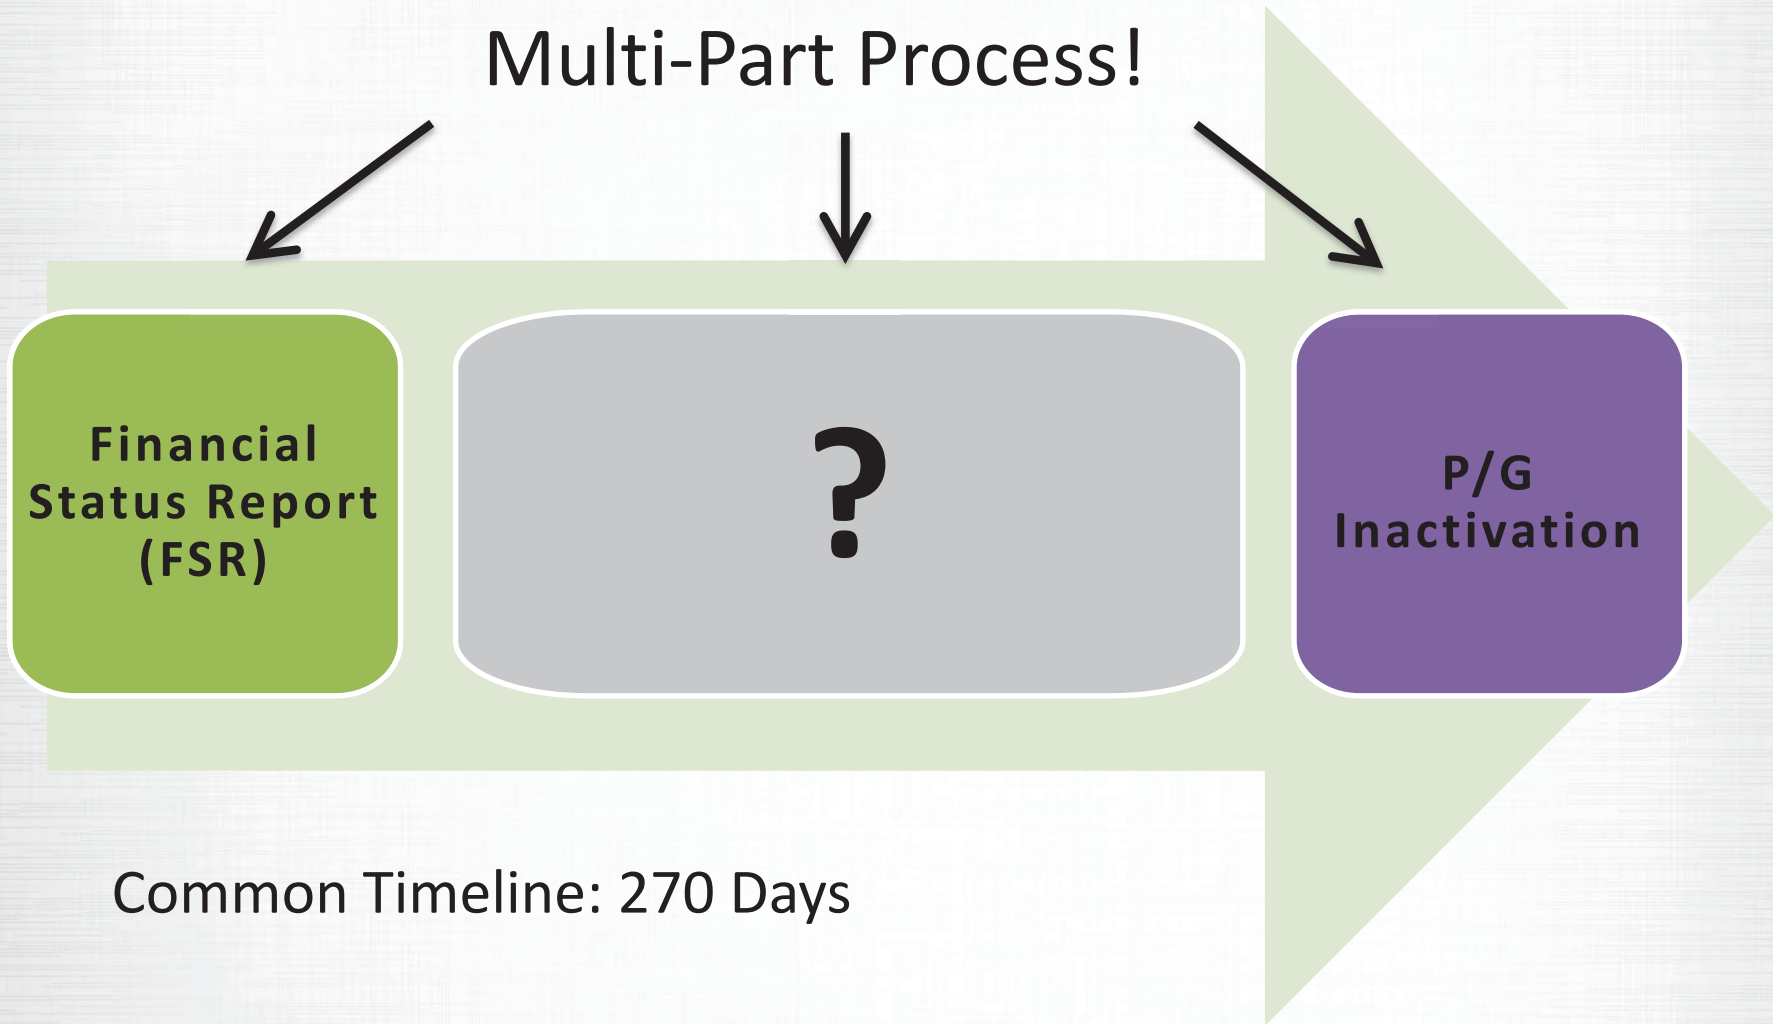 Multi-Part Process!
Financial
Status Report
(FSR)
?
P/G
Inactivation
Common Timeline: 270 Days